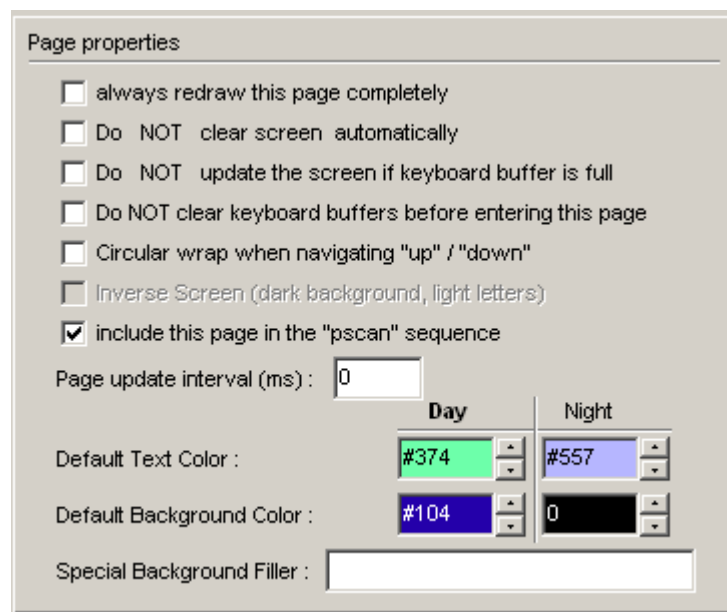 Page properties
always redraw this page completely
Do NOT clear screen automatically
Do NOT update the screen if keyboard buffer is full
Do NOT clear keyboard buffers before entering this page
Circular wrap when navigating "up" / "down"
Inverse Screen (dark background, light letters)
include this page in the "pscan" sequence
Page update interval (ms) : 0
Day Night
Default Text Color : #374 #557
Default Background Color : #104 0
Special Background Filler :